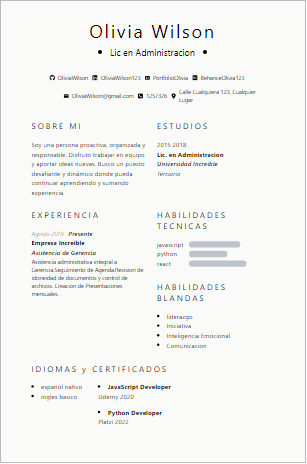 Olivia Wilson
• Lic en Administracion •
OliviaWilson OliviaWilson123 PortfolioOlivia BehanceOlivia123
OliviaWilson@gmail.com 1257326 Calle Cualquiera 123, Cualquier
Lugar
SOBRE MI
Soy una persona proactiva, organizada y
responsable. Disfruto trabajar en equipo
y aportar ideas nuevas. Busco un puesto
desafiante y dinámico donde pueda
continuar aprendiendo y sumando
experiencia.
ESTUDIOS
2015 2018
Lic. en Administracion
Universidad Increible
Terciario
EXPERIENCIA
Agosto 2019 Presente
Empresa Increible
Asistencia de Gerencia
Asistencia administrativa integral a
Gerencia.Seguimiento de Agenda.Revision de
idoneidad de documentos y control de
archivos. Creacion de Presentaciones
mensuales.
HABILIDADES
TECNICAS
javascript
python
react
HABILIDADES
BLANDAS
• liderazgo
• Iniciativa
• Inteligencia Emocional
• Comunicacion
IDIOMAS y CERTIFICADOS
• espanol nativo
• ingles basico
• JavaScript Developer
Udemy 2020
• Python Developer
Platzi 2022